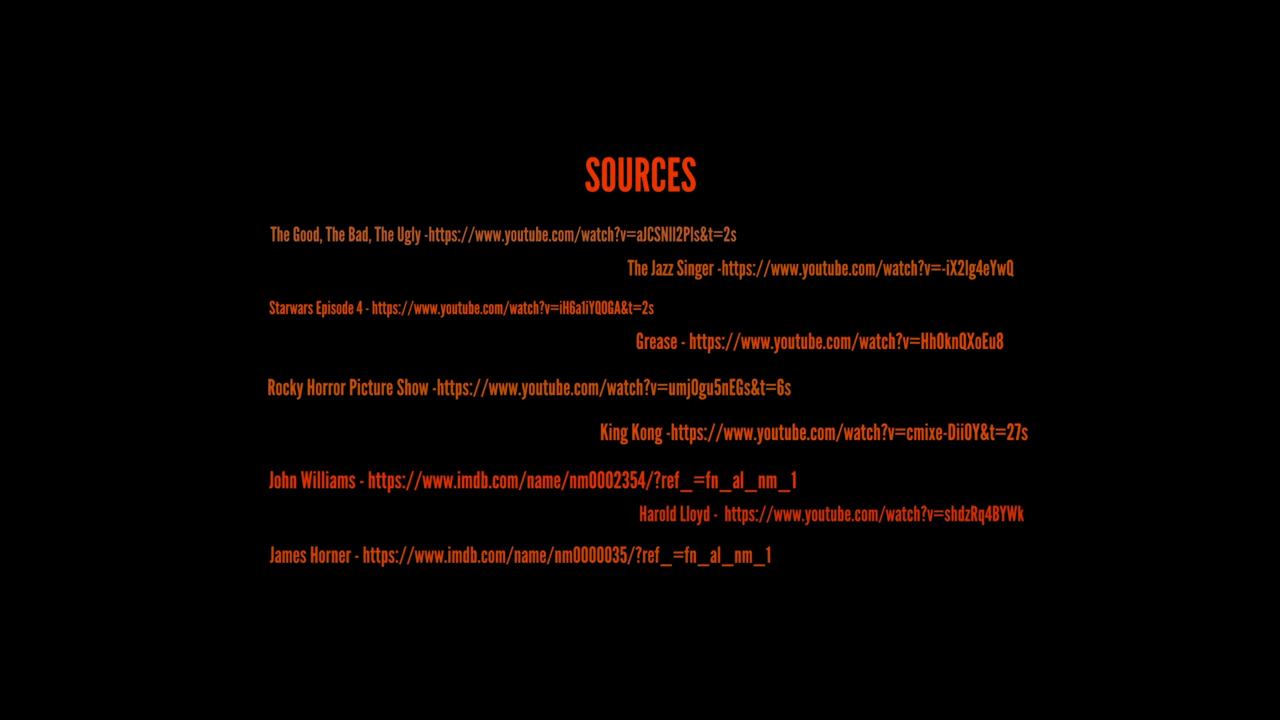 SOURCES
The Good, The Bad, The Ugly -https://www.youtube.com/watch?v=aJCSNIl2Pls&t=2s
The Jazz Singer -https://www.youtube.com/watch?v=-iX2lg4eYwQ
Starwars Episode 4 - https://www.youtube.com/watch?v=iH6a1iYQOGA&t=2s
Grease - https://www.youtube.com/watch?v=HhOknQXoEu8
Rocky Horror Picture Show -https://www.youtube.com/watch?v=umj0gu5nEGs&t=6s
King Kong -https://www.youtube.com/watch?v=cmixe-DiiOY&t=27s
John Williams - https://www.imdb.com/name/nm0002354/?ref_=fn_al_nm_1
Harold Lloyd - https://www.youtube.com/watch?v=shdzRq4BYWk
James Horner - https://www.imdb.com/name/nm0000035/?ref_=fn_al_nm_1